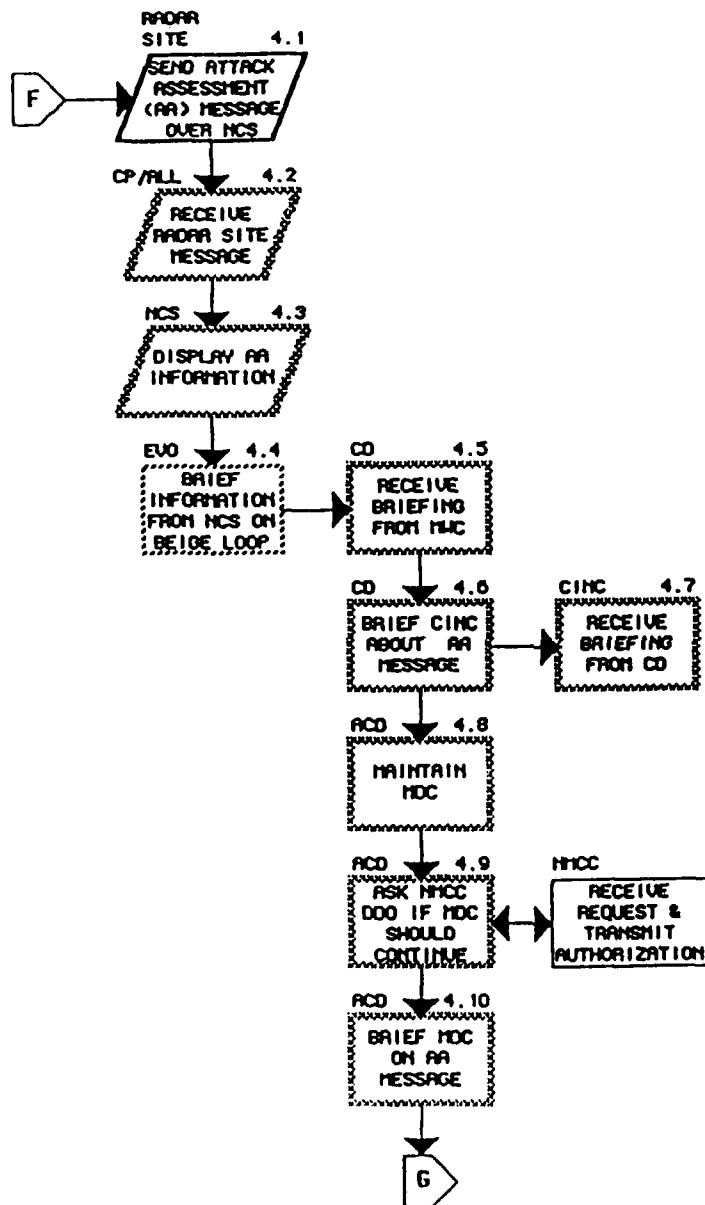 RADAR
SITE 4.1
F
SEND ATTACK
ASSESSMENT
(AA) MESSAGE
OVER NCS
CP/ALL 4.2
RECEIVE
RADAR SITE
MESSAGE
NCS 4.3
DISPLAY AA
INFORMATION
EVO 4.4
BRIEF
INFORMATION
FROM NCS ON
BEIGE LOOP
CD 4.5
RECEIVE
BRIEFING
FROM MWC
CD 4.6
BRIEF CINC
ABOUT AA
MESSAGE
CINC 4.7
RECEIVE
BRIEFING
FROM CD
ACD 4.8
MAINTAIN
MDC
ACD 4.9
ASK NMCC
DDO IF MDC
SHOULD
CONTINUE
NMCC
RECEIVE
REQUEST &
TRANSMIT
AUTHORIZATION
ACD 4.10
BRIEF MDC
ON AA
MESSAGE
G